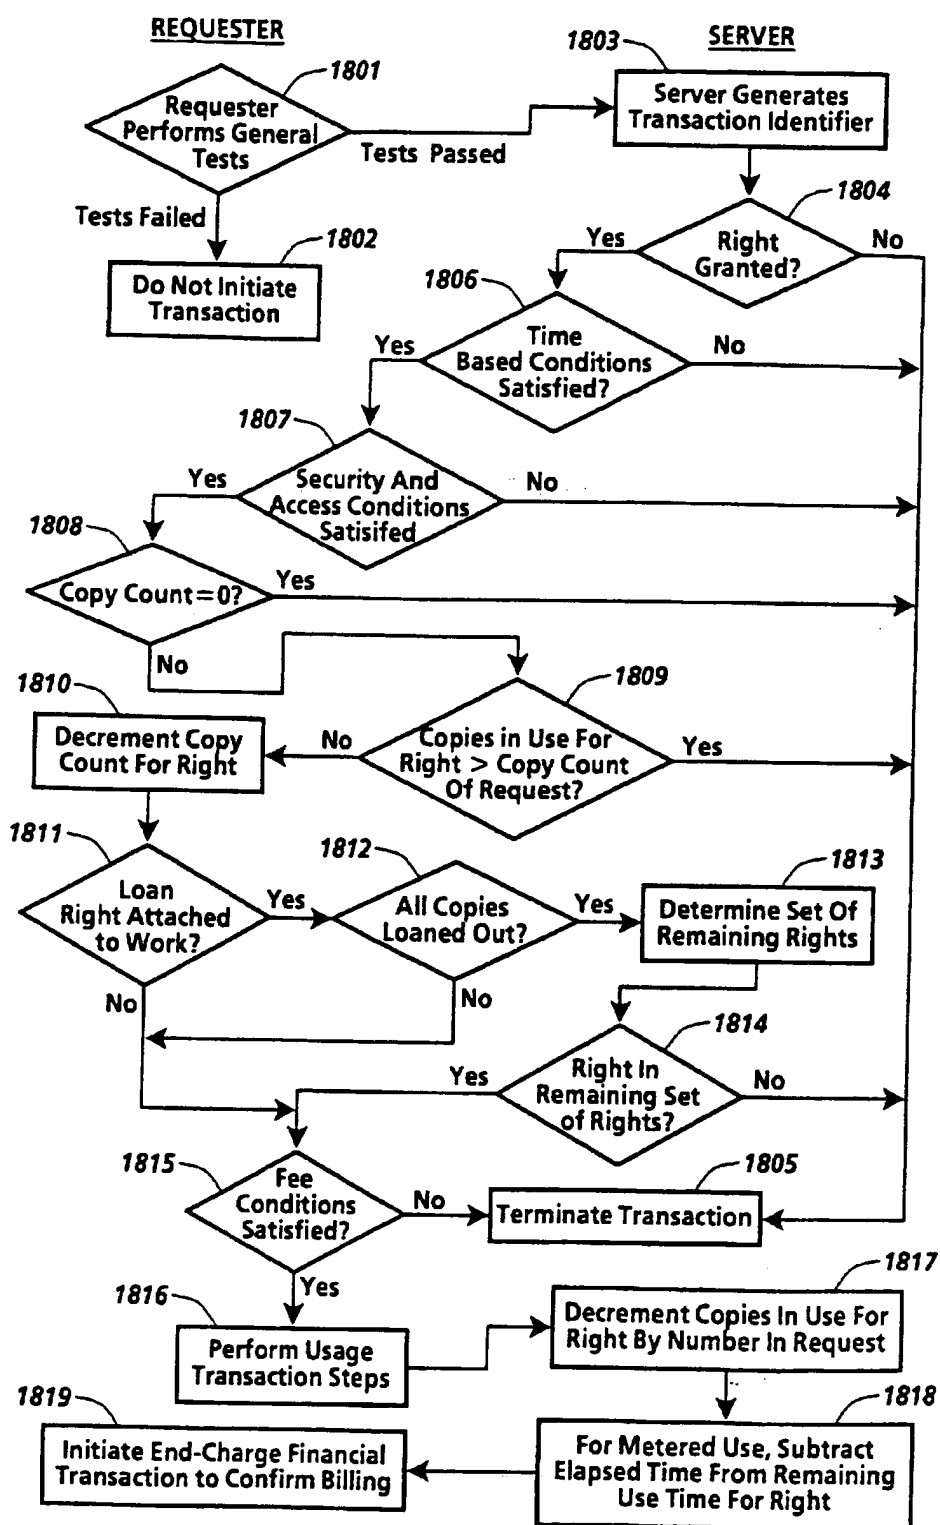 REQUESTER
SERVER
1801
1803
Requester
Performs General
Tests
Tests Passed
Server Generates
Transaction Identifier
Tests Failed
1802
Do Not Initiate
Transaction
1804
Right
Granted?
Yes
No
1806
Time
Based Conditions
Satisfied?
Yes
No
1807
Security And
Access Conditions
Satisifed
Yes
No
1808
Copy Count=0?
Yes
No
1809
Copies in Use For
Right > Copy Count
Of Request?
No
Yes
1810
Decrement Copy
Count For Right
1811
Loan
Right Attached
to Work?
Yes
No
1812
All Copies
Loaned Out?
Yes
No
1813
Determine Set Of
Remaining Rights
1814
Right In
Remaining Set
of Rights?
Yes
No
1815
Fee
Conditions
Satisfied?
No
Yes
1805
Terminate Transaction
1816
Perform Usage
Transaction Steps
1817
Decrement Copies In Use For
Right By Number In Request
1818
For Metered Use, Subtract
Elapsed Time From Remaining
Use Time For Right
1819
Initiate End-Charge Financial
Transaction to Confirm Billing